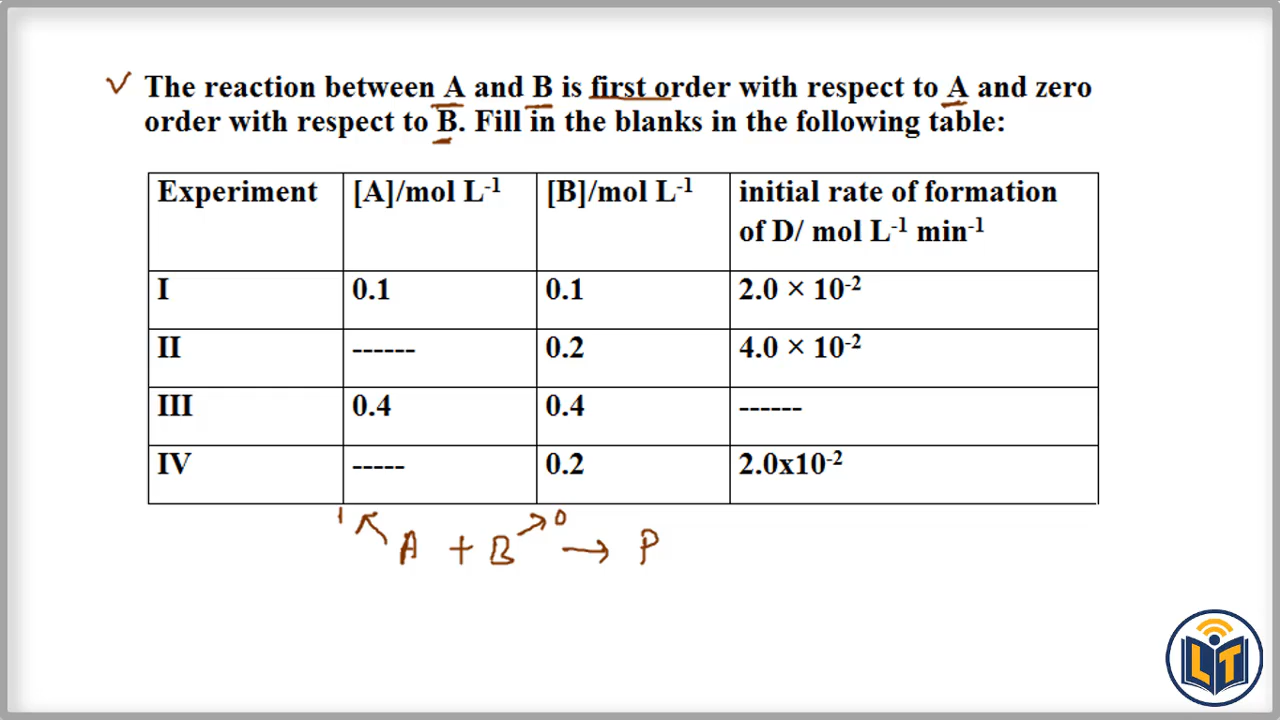 ✓ The reaction between A and B is first order with respect to A and zero
order with respect to B. Fill in the blanks in the following table:
Experiment [A]/mol L⁻¹ [B]/mol L⁻¹ initial rate of formation
of D/ mol L⁻¹ min⁻¹
I 0.1 0.1 2.0 × 10⁻²
II ------ 0.2 4.0 × 10⁻²
III 0.4 0.4 ------
IV ----- 0.2 2.0x10⁻²
1 ↖ A + B ↗ 0 → P
LT